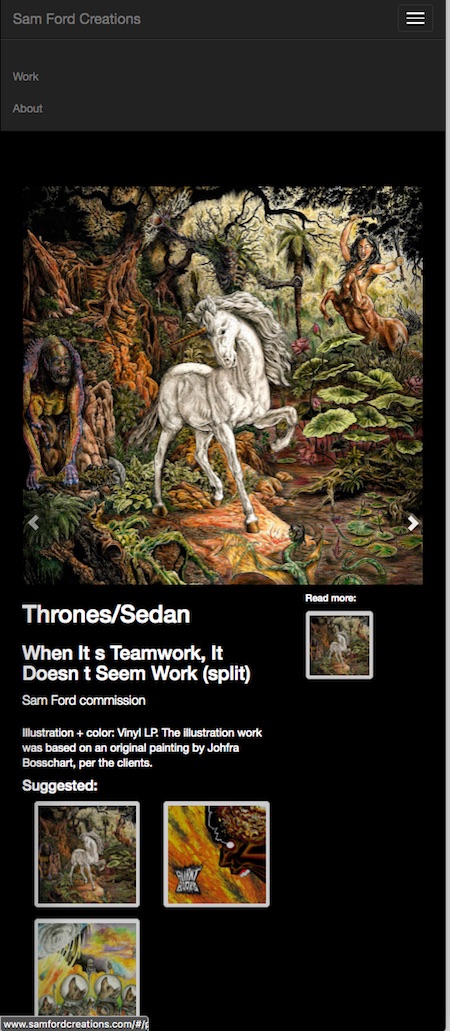 Sam Ford Creations
Work
About
Thrones/Sedan
Read more:
When It s Teamwork, It
Doesn t Seem Work (split)
Sam Ford commission
Illustration + color: Vinyl LP. The illustration work
was based on an original painting by Johfra
Bosschart, per the clients.
Suggested:
BURNT
BOOKS
www.samfordcreations.com/#/p